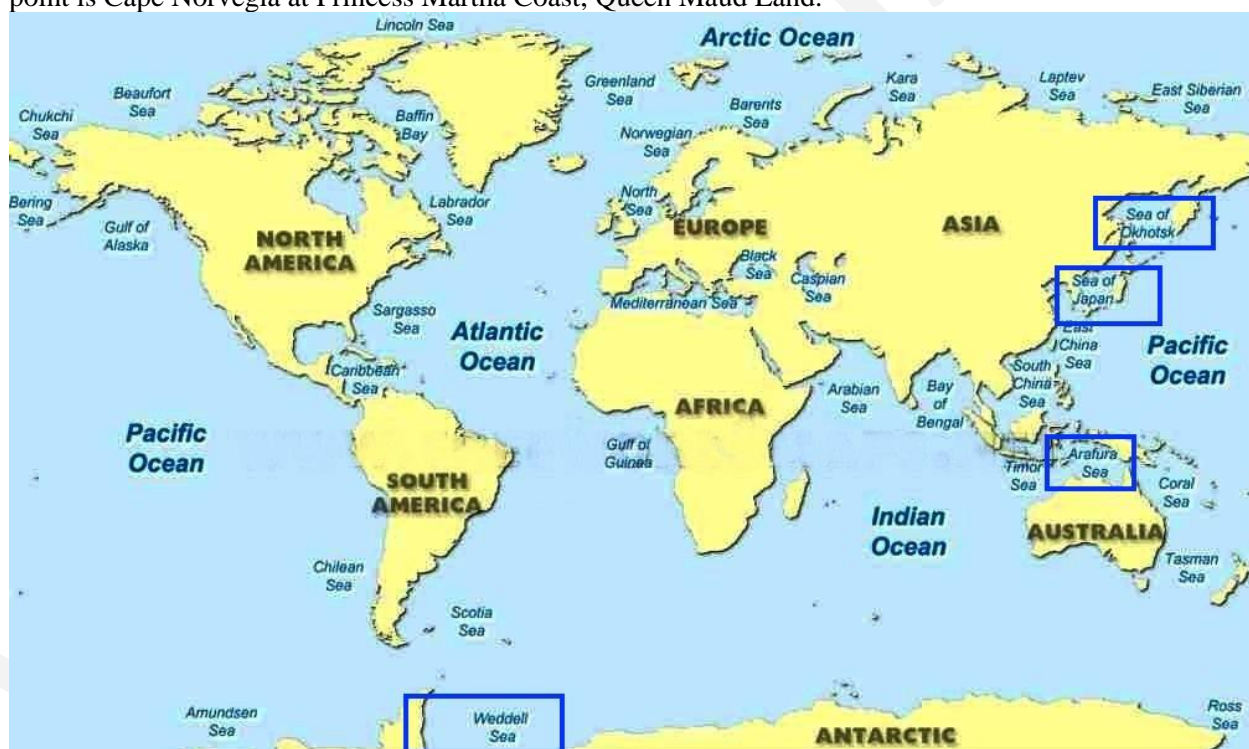 point is Cape Norvegia at Princess Martha Coast, Queen Maud Land.
Lincoln Sea
Arctic Ocean
Greenland
Sea
Kara
Sea
Laptev
Sea
East Siberian
Sea
Beaufort
Sea
Chukchi
Sea
Baffin
Bay
Barents
Sea
Norwegian
Sea
Bering
Sea
Gulf of
Alaska
Labrador
Sea
North
Sea
NORTH
AMERICA
EUROPE
ASIA
Sea of
Okhotsk
Black
Sea
Caspian
Sea
Sea of
Japan
Mediterranean Sea
Sargasso
Sea
Atlantic
Ocean
East
China
Sea
Pacific
Ocean
Caribbean
Sea
AFRICA
Arabian
Sea
Bay
of
Bengal
South
China
Sea
Pacific
Ocean
Gulf of
Guinea
Timor
Sea
Arafura
Sea
Coral
Sea
SOUTH
AMERICA
Indian
Ocean
AUSTRALIA
Chilean
Sea
Tasman
Sea
Scotia
Sea
Amundsen
Sea
Weddell
Sea
ANTARCTIC
Ross
Sea